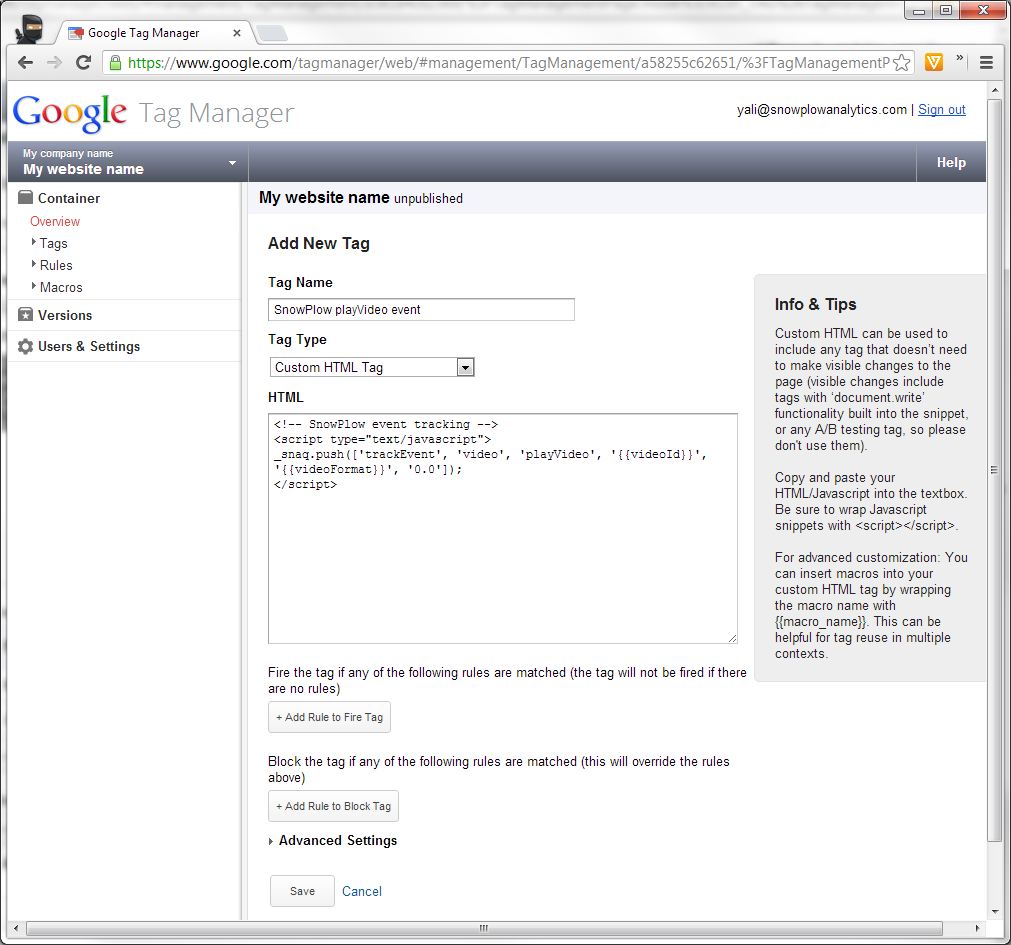 Google Tag Manager
https://www.google.com/tagmanager/web/#management/TagManagement/a58255c62651/%3FTagManagementP
Google Tag Manager
yali@snowplowanalytics.com | Sign out
My company name
My website name
Help
Container
Overview
Tags
Rules
Macros
Versions
Users & Settings
My website name unpublished
Add New Tag
Tag Name
SnowPlow playVideo event
Tag Type
Custom HTML Tag
HTML
<!-- SnowPlow event tracking -->
<script type="text/javascript">
_snaq.push(['trackEvent', 'video', 'playVideo', '{{videoId}}',
'{{videoFormat}}', '0.0']);
</script>
Fire the tag if any of the following rules are matched (the tag will not be fired if there
are no rules)
+ Add Rule to Fire Tag
Block the tag if any of the following rules are matched (this will override the rules
above)
+ Add Rule to Block Tag
Advanced Settings
Save Cancel
Info & Tips
Custom HTML can be used to
include any tag that doesn't need
to make visible changes to the
page (visible changes include
tags with ‘document.write’
functionality built into the snippet,
or any A/B testing tag, so please
don't use them).
Copy and paste your
HTML/Javascript into the textbox.
Be sure to wrap Javascript
snippets with <script></script>.
For advanced customization: You
can insert macros into your
custom HTML tag by wrapping
the macro name with
{{macro_name}}. This can be
helpful for tag reuse in multiple
contexts.